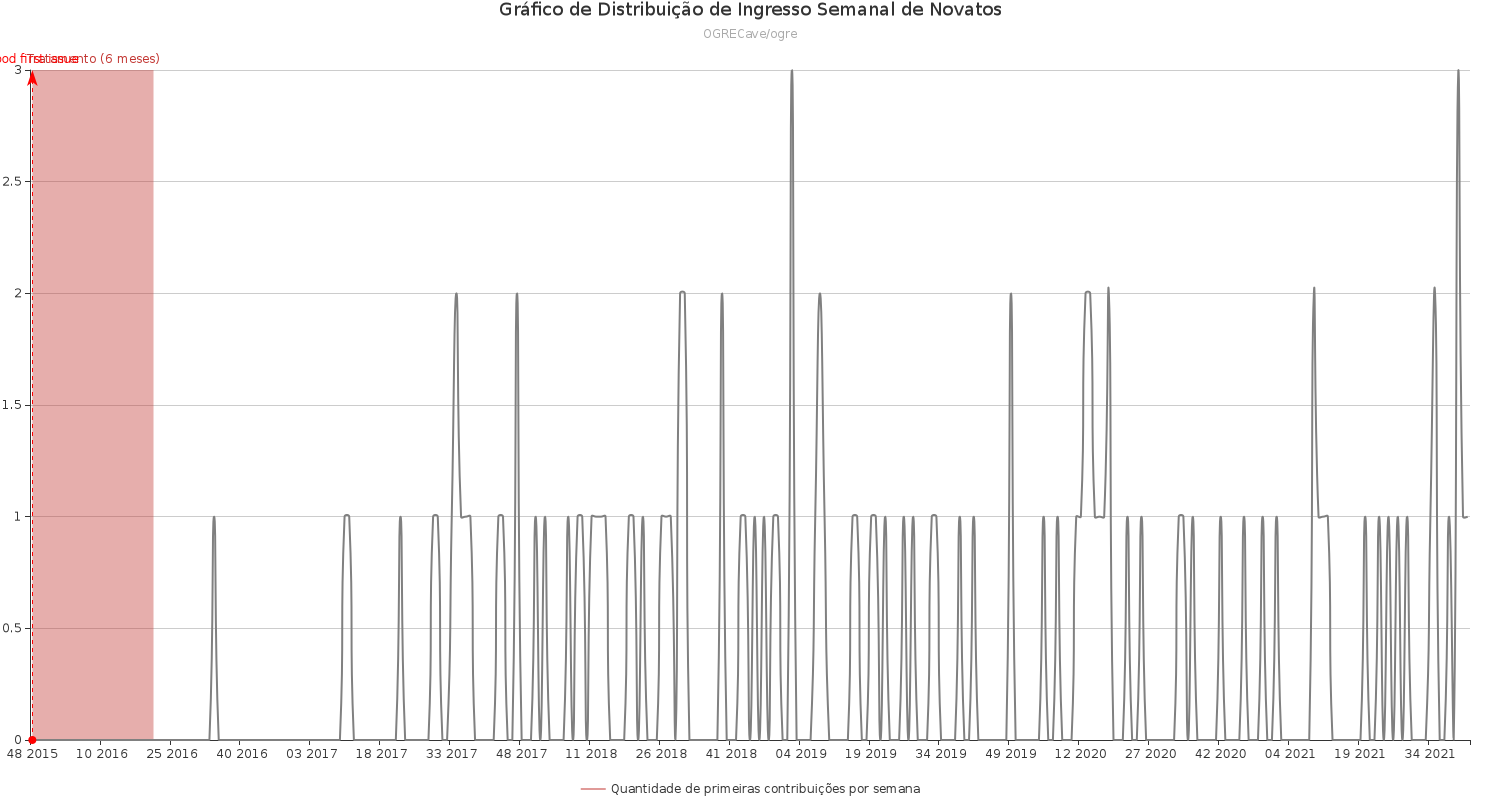 Gráfico de Distribuição de Ingresso Semanal de Novatos
OGRECave/ogre
Tratamento (6 meses)
3
2.5
2
1.5
1
0.5
0
48 2015 10 2016 25 2016 40 2016 03 2017 18 2017 33 2017 48 2017 11 2018 26 2018 41 2018 04 2019 19 2019 34 2019 49 2019 12 2020 27 2020 42 2020 04 2021 19 2021 34 2021
Quantidade de primeiras contribuições por semana